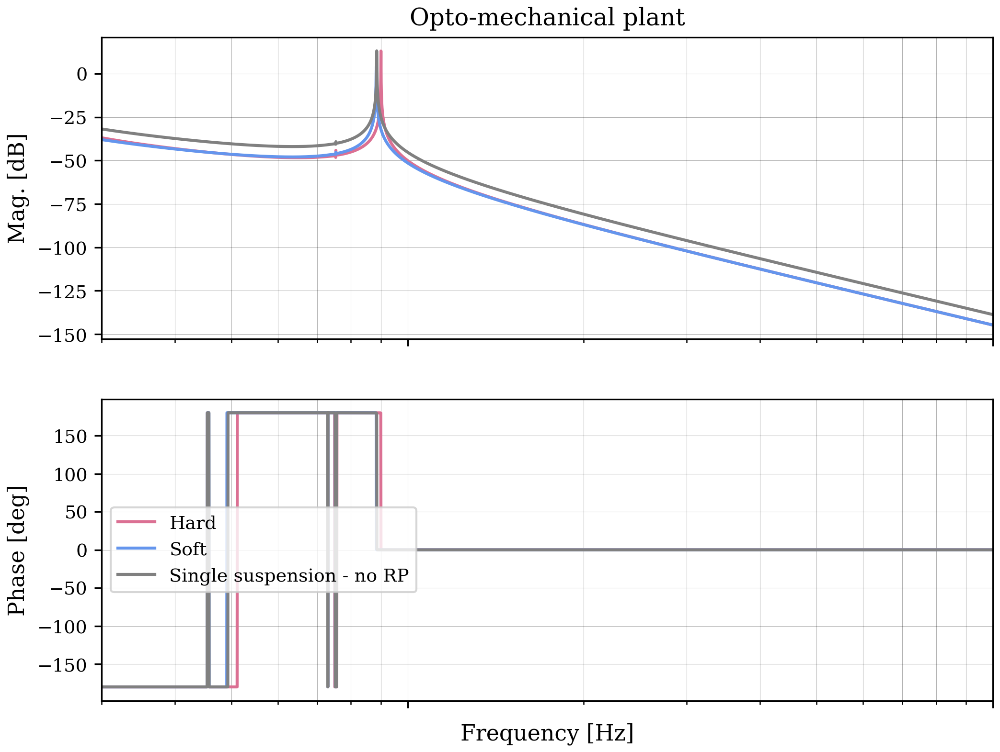 Opto-mechanical plant
Mag. [dB]
0
−25
−50
−75
−100
−125
−150
Phase [deg]
150
100
50
0
−50
−100
−150
Hard
Soft
Single suspension - no RP
Frequency [Hz]